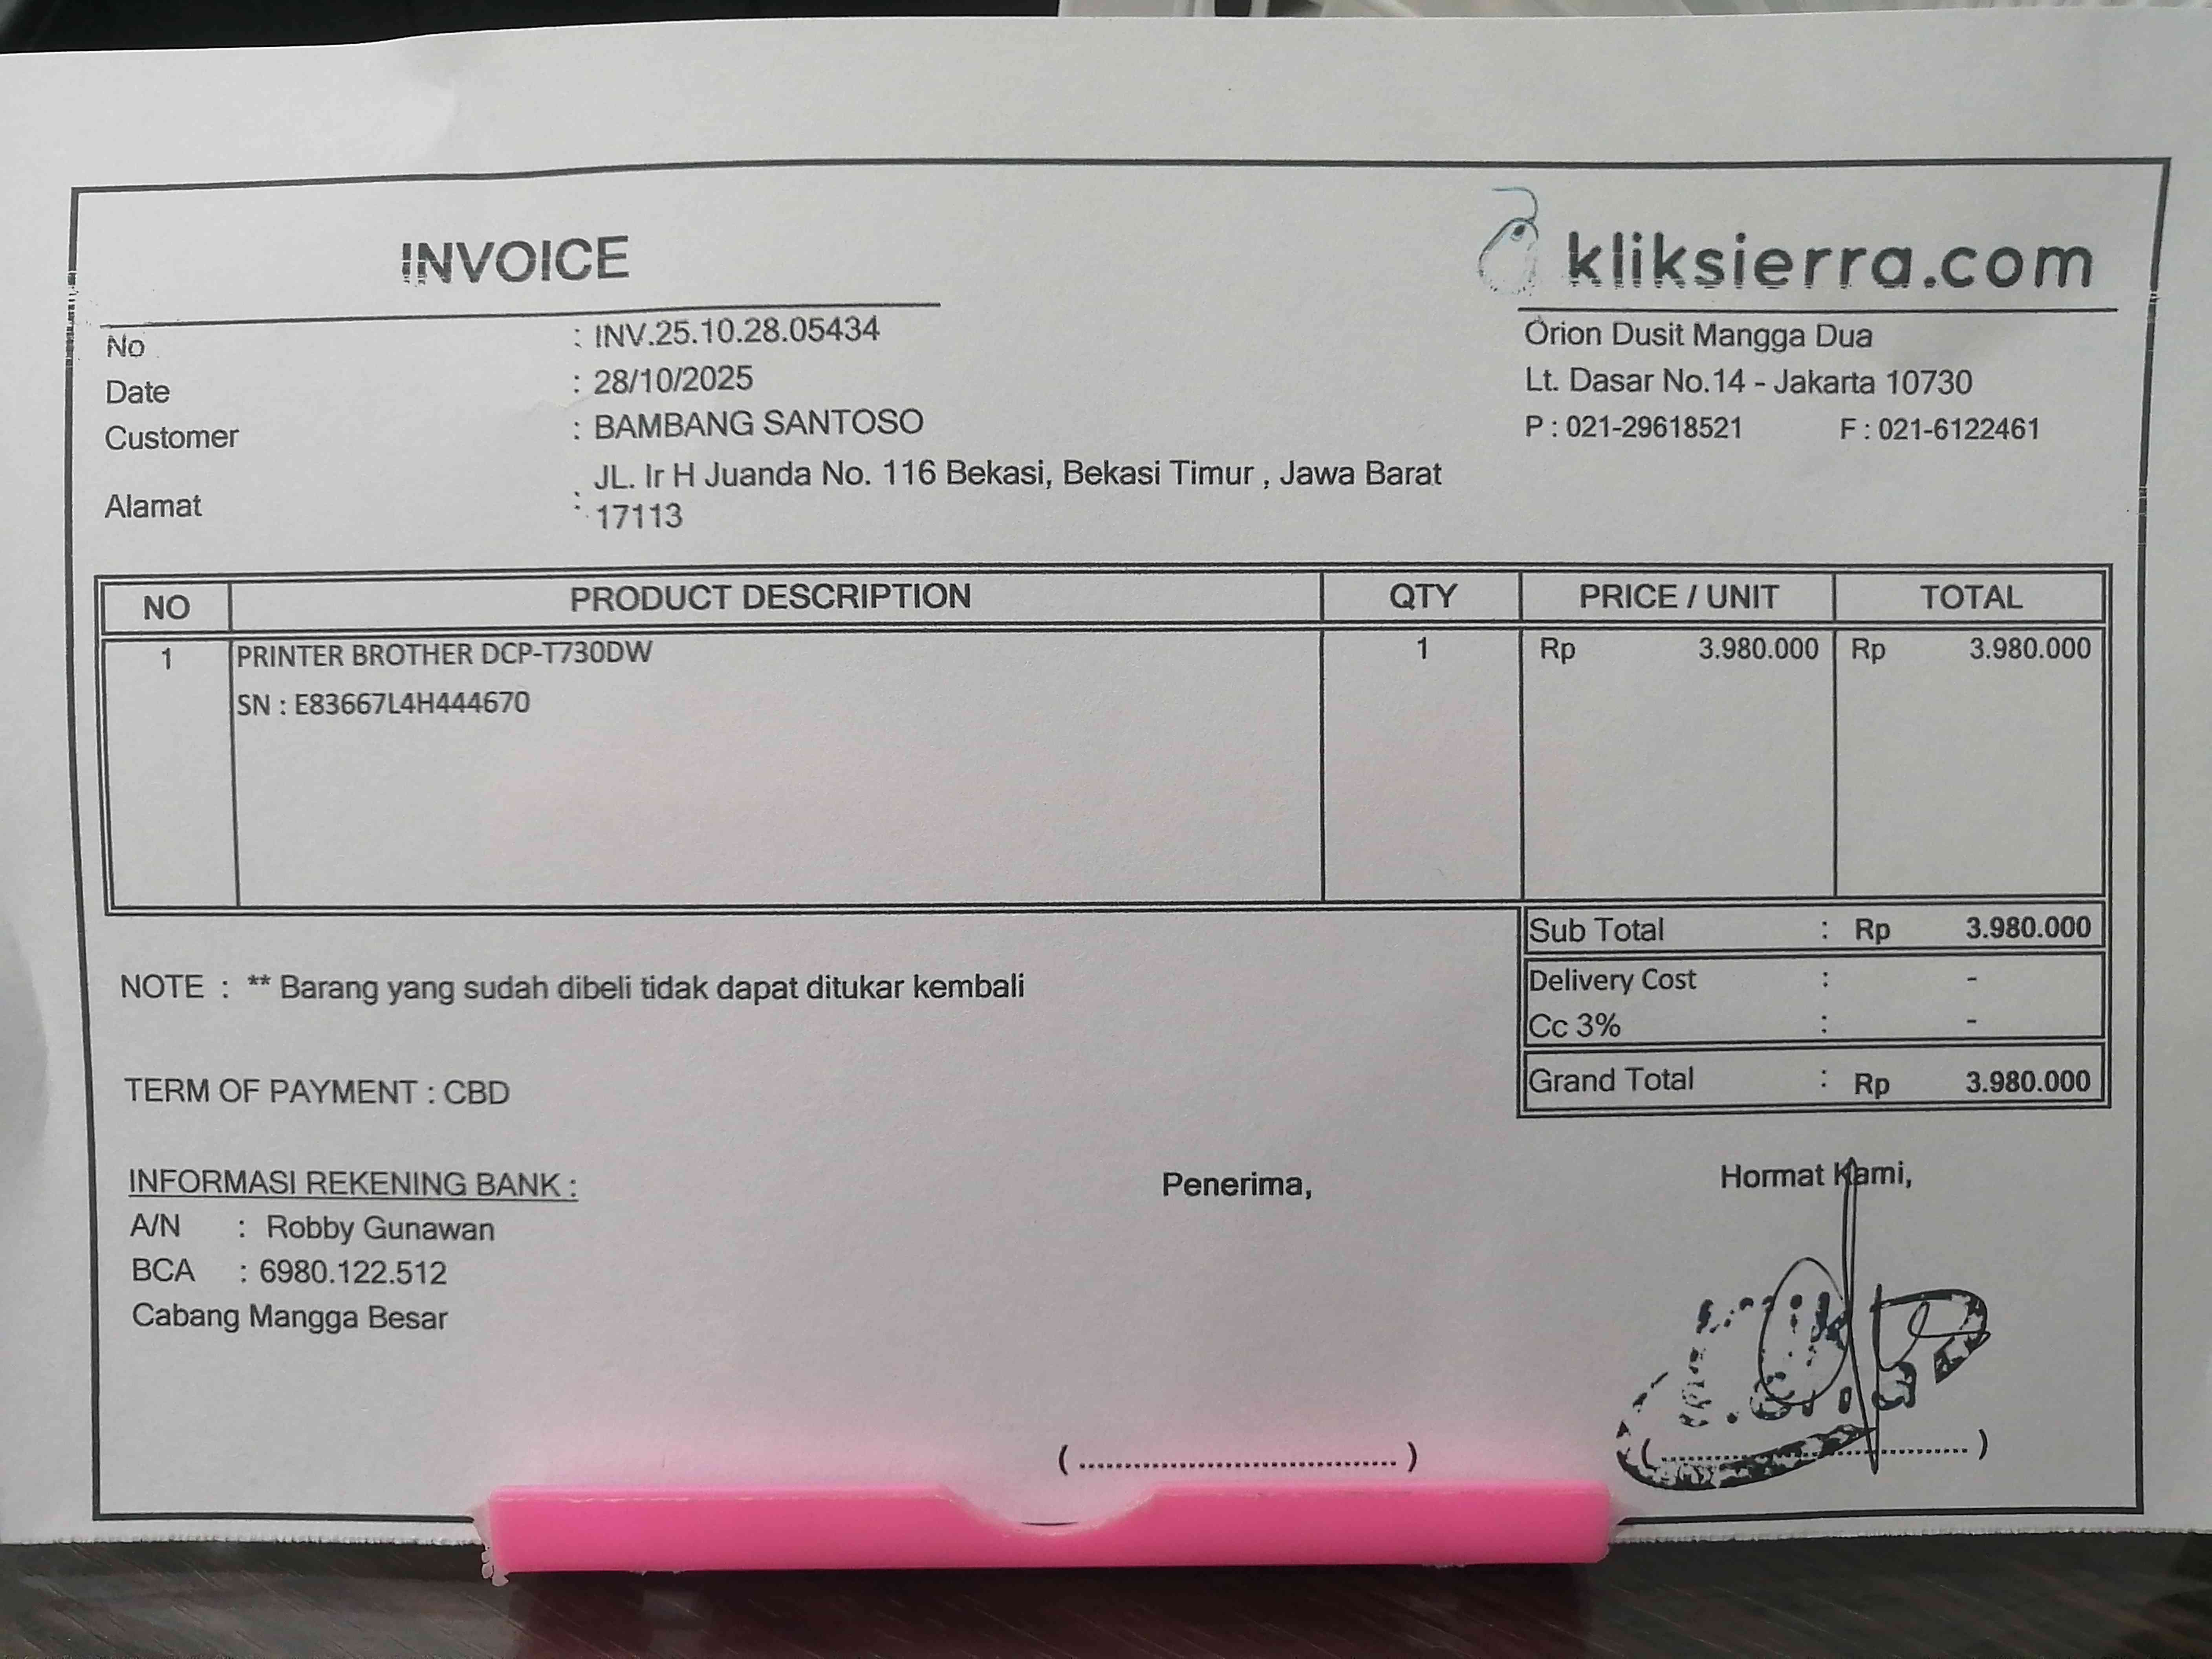 INVOICE
kliksierra.com
No : INV.25.10.28.05434
Date : 28/10/2025
Customer : BAMBANG SANTOSO
Alamat : JL. Ir H Juanda No. 116 Bekasi, Bekasi Timur , Jawa Barat
17113
Orion Dusit Mangga Dua
Lt. Dasar No.14 - Jakarta 10730
P : 021-29618521 F : 021-6122461
NO PRODUCT DESCRIPTION QTY PRICE / UNIT TOTAL
1 PRINTER BROTHER DCP-T730DW 1 Rp 3.980.000 Rp 3.980.000
SN : E83667L4H444670
Sub Total : Rp 3.980.000
Delivery Cost : -
Cc 3% : -
Grand Total : Rp 3.980.000
NOTE : ** Barang yang sudah dibeli tidak dapat ditukar kembali
TERM OF PAYMENT : CBD
INFORMASI REKENING BANK :
A/N : Robby Gunawan
BCA : 6980.122.512
Cabang Mangga Besar
Penerima,
(..................................)
Hormat Kami,
(..................................)